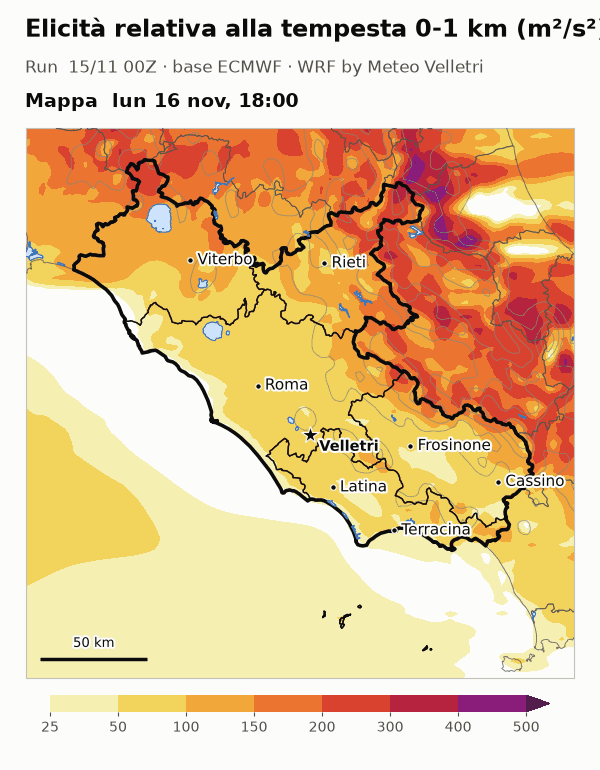 Elicità relativa alla tempesta 0-1 km (m²/s²)
Run  15/11 00Z · base ECMWF · WRF by Meteo Velletri
Mappa  lun 16 nov, 18:00
Viterbo
Rieti
Roma
Velletri
Frosinone
Latina
Cassino
Terracina
50 km
25 50 100 150 200 300 400 500